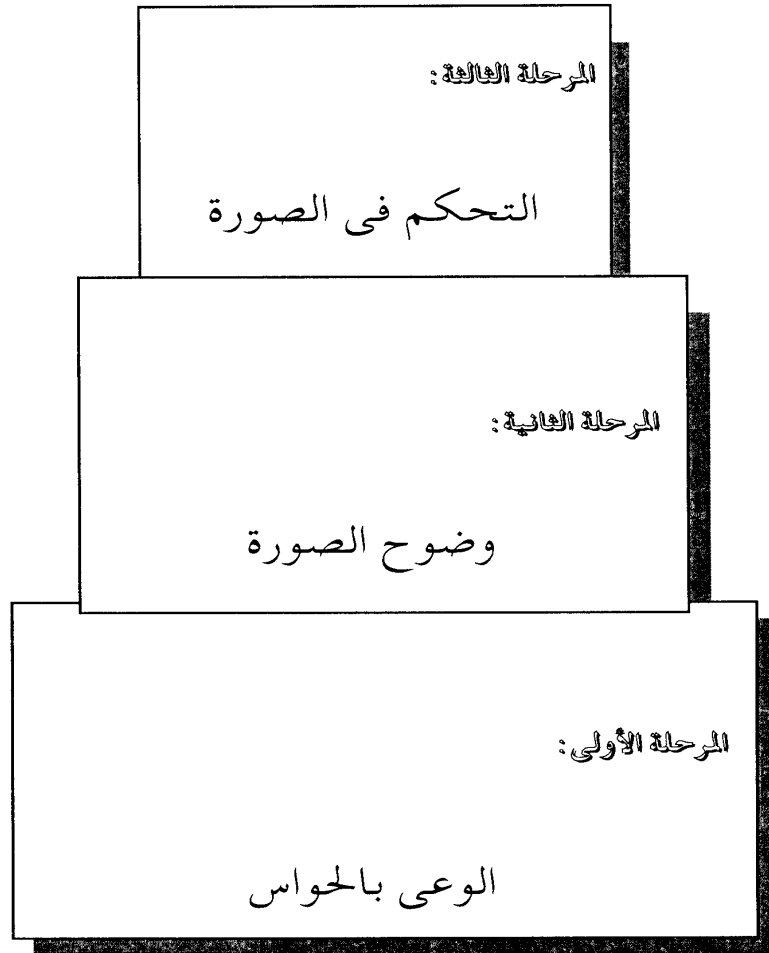 المرحلة الثالثة :
التحكم فى الصورة
المرحلة الثانية :
وضوح الصورة
المرحلة الأولى :
الوعى بالحواس